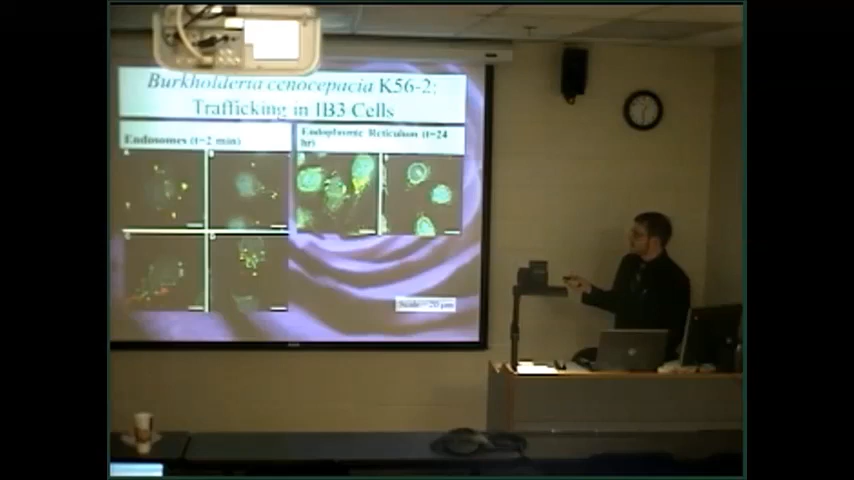 Burkholderia cenocepacia K56-2:
Trafficking in IB3 Cells
Endosomes (t=2 min)
Endoplasmic Reticulum (t=24
hr)
Scale = 20 µm